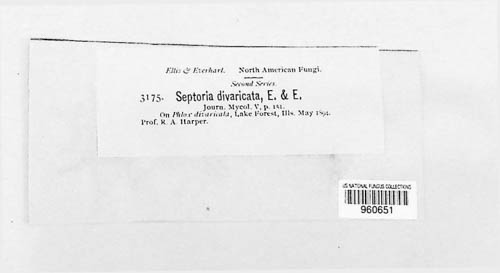 Ellis & Everhart. North American Fungi.
Second Series.
3175. Septoria divaricata, E. & E.
Journ. Mycol. V, p. 151.
On Phlox divaricata, Lake Forest, Ills. May 1894.
Prof. R. A. Harper.
US NATIONAL FUNGUS COLLECTIONS
960651